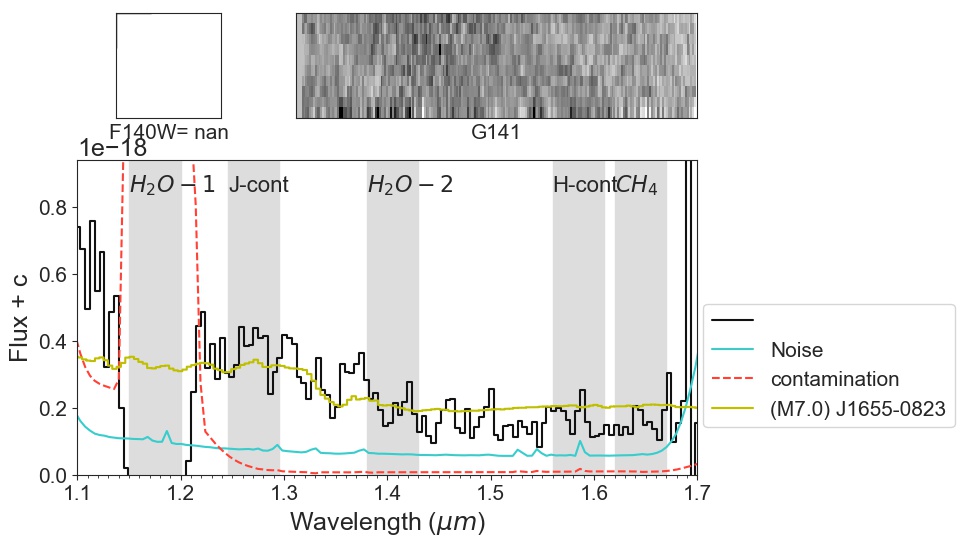 F140W= nan
G141
1e−18
H₂O − 1 J-cont H₂O − 2 H-cont CH₄
0.8
0.6
0.4
0.2
0.0
Flux + c
1.1 1.2 1.3 1.4 1.5 1.6 1.7
Wavelength (μm)
Noise
contamination
(M7.0) J1655-0823